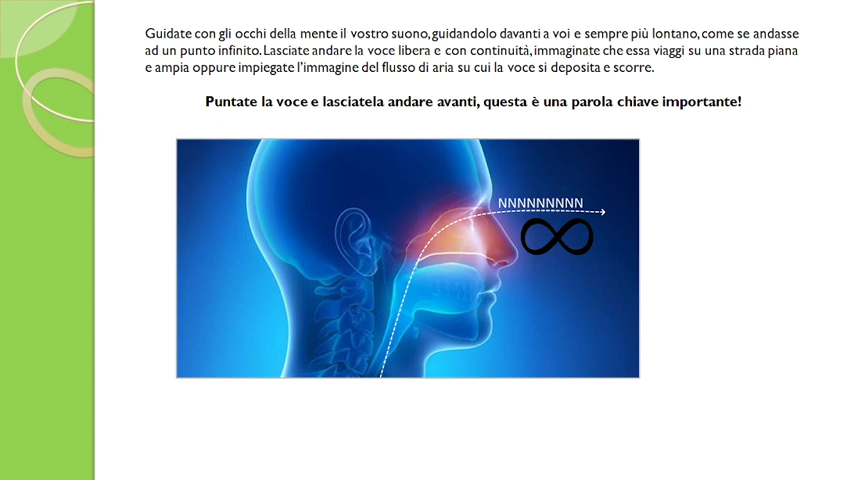 Guidate con gli occhi della mente il vostro suono, guidandolo davanti a voi e sempre più lontano, come se andasse
ad un punto infinito. Lasciate andare la voce libera e con continuità, immaginate che essa viaggi su una strada piana
e ampia oppure impiegate l'immagine del flusso di aria su cui la voce si deposita e scorre.
Puntate la voce e lasciatela andare avanti, questa è una parola chiave importante!
NNNNNNNNN
∞